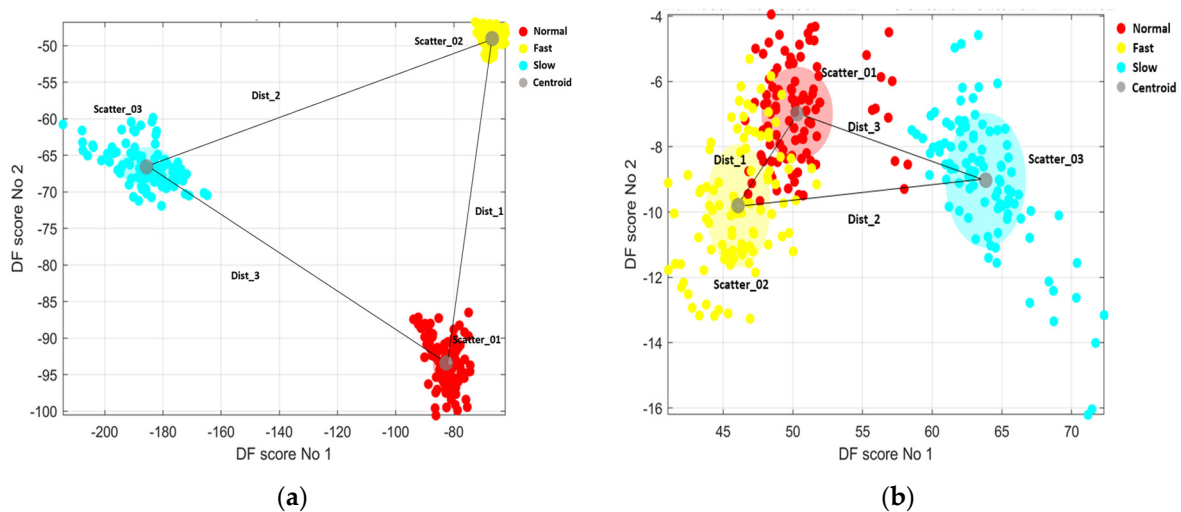 -50
-55
-60
-65
-70
-75
-80
-85
-90
-95
-100
DF score No 2
Scatter_02
Dist_2
Scatter_03
Dist_1
Dist_3
Scatter_01
Normal
Fast
Slow
Centroid
-200
-180
-160
-140
-120
-100
-80
DF score No 1
(a)
-4
-6
-8
-10
-12
-14
-16
DF score No 2
Scatter_01
Dist_3
Dist_1
Scatter_03
Dist_2
Scatter_02
Normal
Fast
Slow
Centroid
45
50
55
60
65
70
DF score No 1
(b)